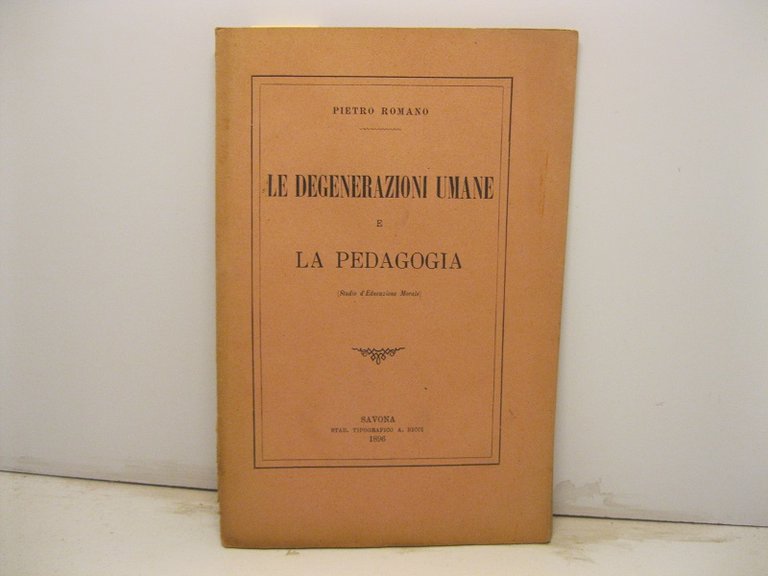 PIETRO ROMANO
LE DEGENERAZIONI UMANE
E
LA PEDAGOGIA
(Studio d'Educazione Morale)
SAVONA
STAB. TIPOGRAFICO A. RICCI
1896